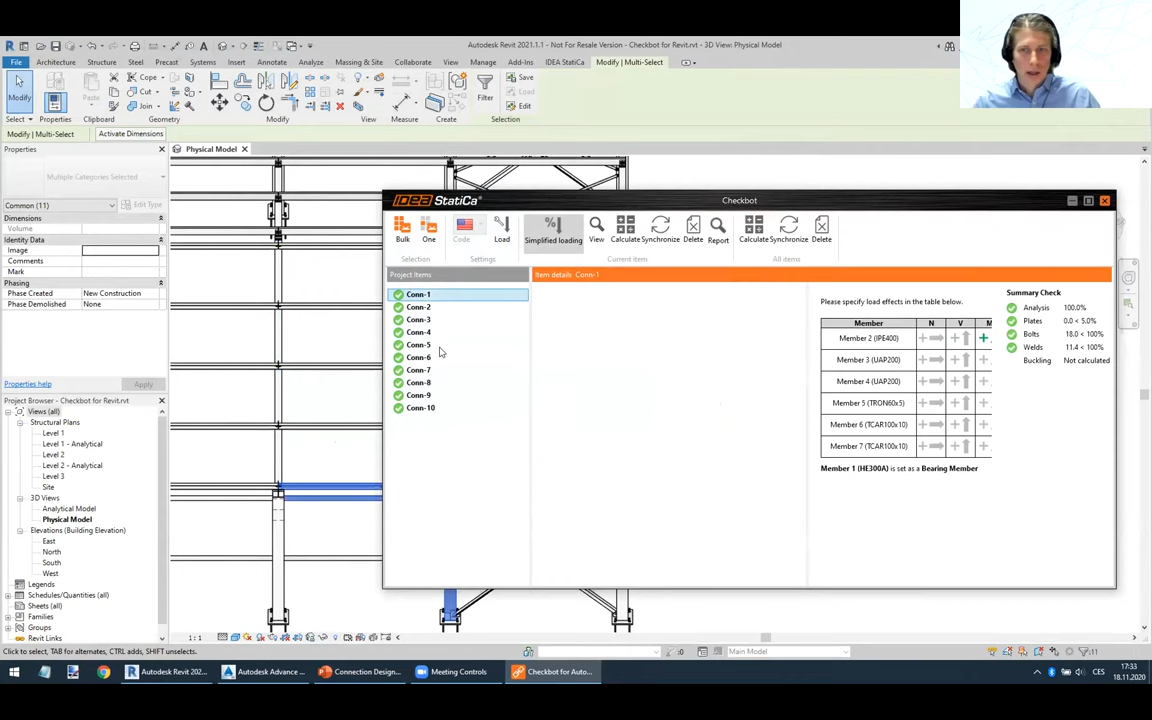 Autodesk Revit 2021.1.1 - Not For Resale Version - Checkbot for Revit.rvt - 3D View: Physical Model
File Architecture Structure Steel Precast Systems Insert Annotate Analyze Massing & Site Collaborate View Manage Add-Ins IDEA StatiCa Modify | Multi-Select
Modify
Properties
Paste
Cope
Cut
Join
Filter
Save
Load
Edit
Select Properties Clipboard Geometry Modify View Measure Create Selection
Modify | Multi-Select Activate Dimensions
Properties
Physical Model
Multiple Categories Selected
Common (11) Edit Type
Dimensions
Volume
Identity Data
Image
Comments
Mark
Phasing
Phase Created New Construction
Phase Demolished None
Properties help Apply
Project Browser - Checkbot for Revit.rvt
Views (all)
Structural Plans
Level 1
Level 1 - Analytical
Level 2
Level 2 - Analytical
Level 3
Site
3D Views
Analytical Model
Physical Model
Elevations (Building Elevation)
East
North
South
West
Legends
Schedules/Quantities (all)
Sheets (all)
Families
Groups
Revit Links
IDEA StatiCa®
Checkbot
Bulk One Code Load Simplified loading View Calculate Synchronize Delete Report Calculate Synchronize Delete
Selection Settings Current item All items
Project Items
Conn-1
Conn-2
Conn-3
Conn-4
Conn-5
Conn-6
Conn-7
Conn-8
Conn-9
Conn-10
Item details Conn-1
Please specify load effects in the table below.
Member N V M
Member 2 (IPE400)
Member 3 (UAP200)
Member 4 (UAP200)
Member 5 (TRON60x5)
Member 6 (TCAR100x10)
Member 7 (TCAR100x10)
Member 1 (HE300A) is set as a Bearing Member
Summary Check
Analysis 100.0%
Plates 0.0 < 5.0%
Bolts 18.0 < 100%
Welds 11.4 < 100%
Buckling Not calculated
1:1
Click to select, TAB for alternates, CTRL adds, SHIFT unselects.
:0
Main Model
:11
Autodesk Revit 202...
Autodesk Advance ...
Connection Design...
Meeting Controls
Checkbot for Auto...
CES
17:33
18.11.2020